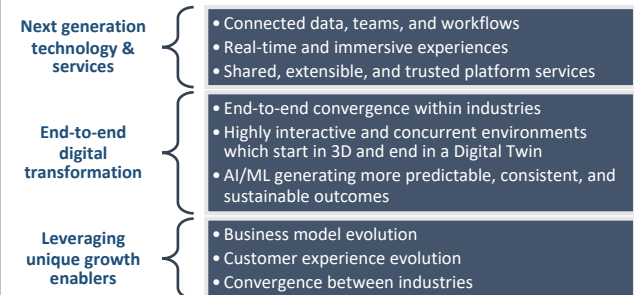 Next generation
technology &
services
• Connected data, teams, and workflows
• Real-time and immersive experiences
• Shared, extensible, and trusted platform services
End-to-end
digital
transformation
• End-to-end convergence within industries
• Highly interactive and concurrent environments
which start in 3D and end in a Digital Twin
• AI/ML generating more predictable, consistent, and
sustainable outcomes
Leveraging
unique growth
enablers
• Business model evolution
• Customer experience evolution
• Convergence between industries